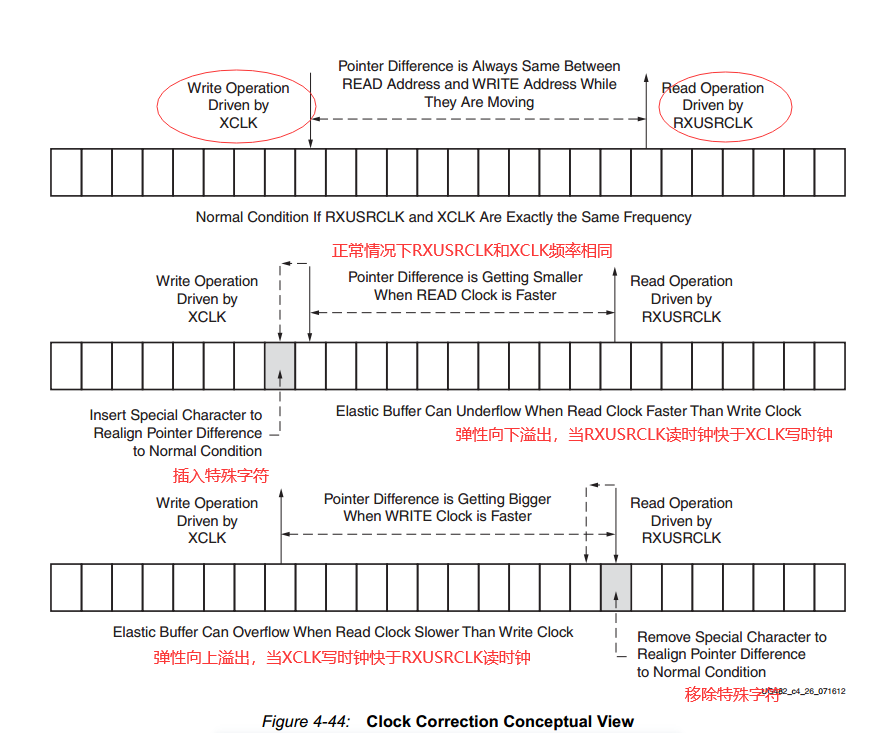 Pointer Difference is Always Same Between
READ Address and WRITE Address While
They Are Moving
Write Operation
Driven by
XCLK
Read Operation
Driven by
RXUSRCLK
Normal Condition If RXUSRCLK and XCLK Are Exactly the Same Frequency
正常情况下RXUSRCLK和XCLK频率相同
Write Operation
Driven by
XCLK
Pointer Difference is Getting Smaller
When READ Clock is Faster
Read Operation
Driven by
RXUSRCLK
Insert Special Character to
Realign Pointer Difference
to Normal Condition
插入特殊字符
Elastic Buffer Can Underflow When Read Clock Faster Than Write Clock
弹性向下溢出，当RXUSRCLK读时钟快于XCLK写时钟
Write Operation
Driven by
XCLK
Pointer Difference is Getting Bigger
When WRITE Clock is Faster
Read Operation
Driven by
RXUSRCLK
Elastic Buffer Can Overflow When Read Clock Slower Than Write Clock
弹性向上溢出，当XCLK写时钟快于RXUSRCLK读时钟
Remove Special Character to
Realign Pointer Difference
to Normal Condition
移除特殊字符
Figure 4-44: Clock Correction Conceptual View